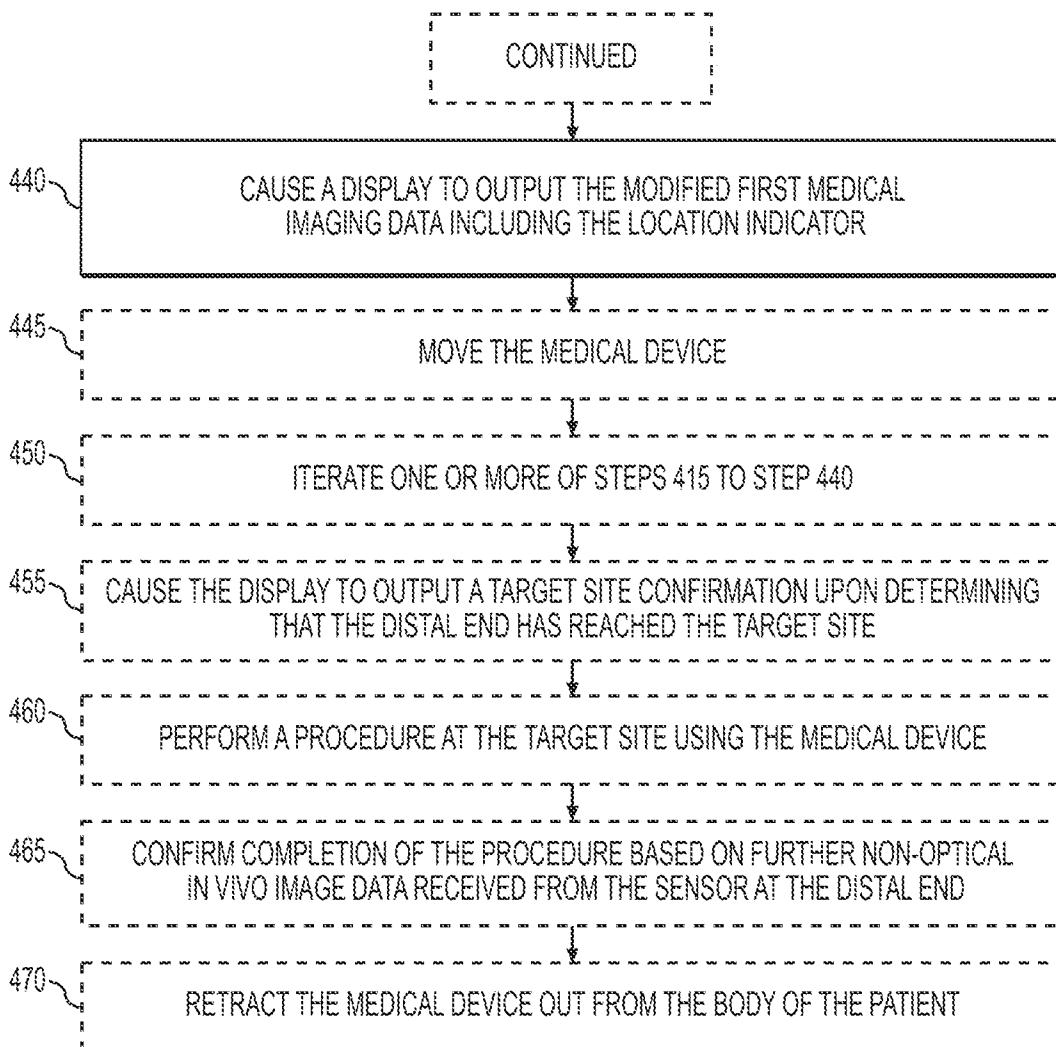 CONTINUED
440
CAUSE A DISPLAY TO OUTPUT THE MODIFIED FIRST MEDICAL
IMAGING DATA INCLUDING THE LOCATION INDICATOR
445
MOVE THE MEDICAL DEVICE
450
ITERATE ONE OR MORE OF STEPS 415 TO STEP 440
455
CAUSE THE DISPLAY TO OUTPUT A TARGET SITE CONFIRMATION UPON DETERMINING
THAT THE DISTAL END HAS REACHED THE TARGET SITE
460
PERFORM A PROCEDURE AT THE TARGET SITE USING THE MEDICAL DEVICE
465
CONFIRM COMPLETION OF THE PROCEDURE BASED ON FURTHER NON-OPTICAL
IN VIVO IMAGE DATA RECEIVED FROM THE SENSOR AT THE DISTAL END
470
RETRACT THE MEDICAL DEVICE OUT FROM THE BODY OF THE PATIENT